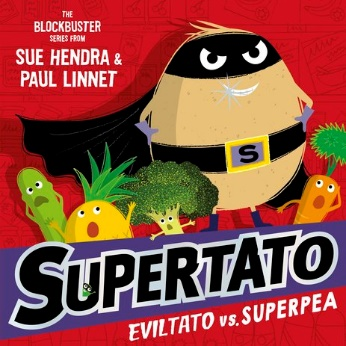 THE
BLOCKBUSTER
SERIES FROM
SUE HENDRA &
PAUL LINNET
S
SUPERTATO
EVILTATO vs. SUPERPEA